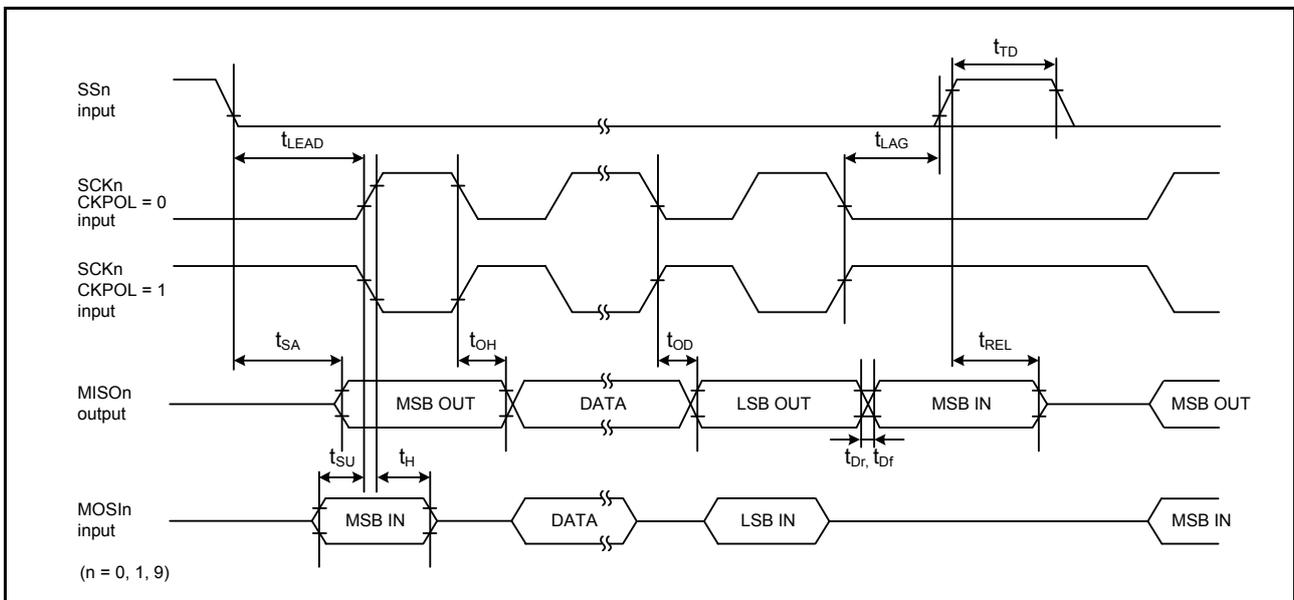 tTD
SSn
input
tLEAD
tLAG
SCKn
CKPOL = 0
input
SCKn
CKPOL = 1
input
tSA
tOH
tOD
tREL
MISOn
output
MSB OUT
DATA
LSB OUT
MSB IN
MSB OUT
tSU
tH
tDr, tDf
MOSIn
input
MSB IN
DATA
LSB IN
MSB IN
(n = 0, 1, 9)